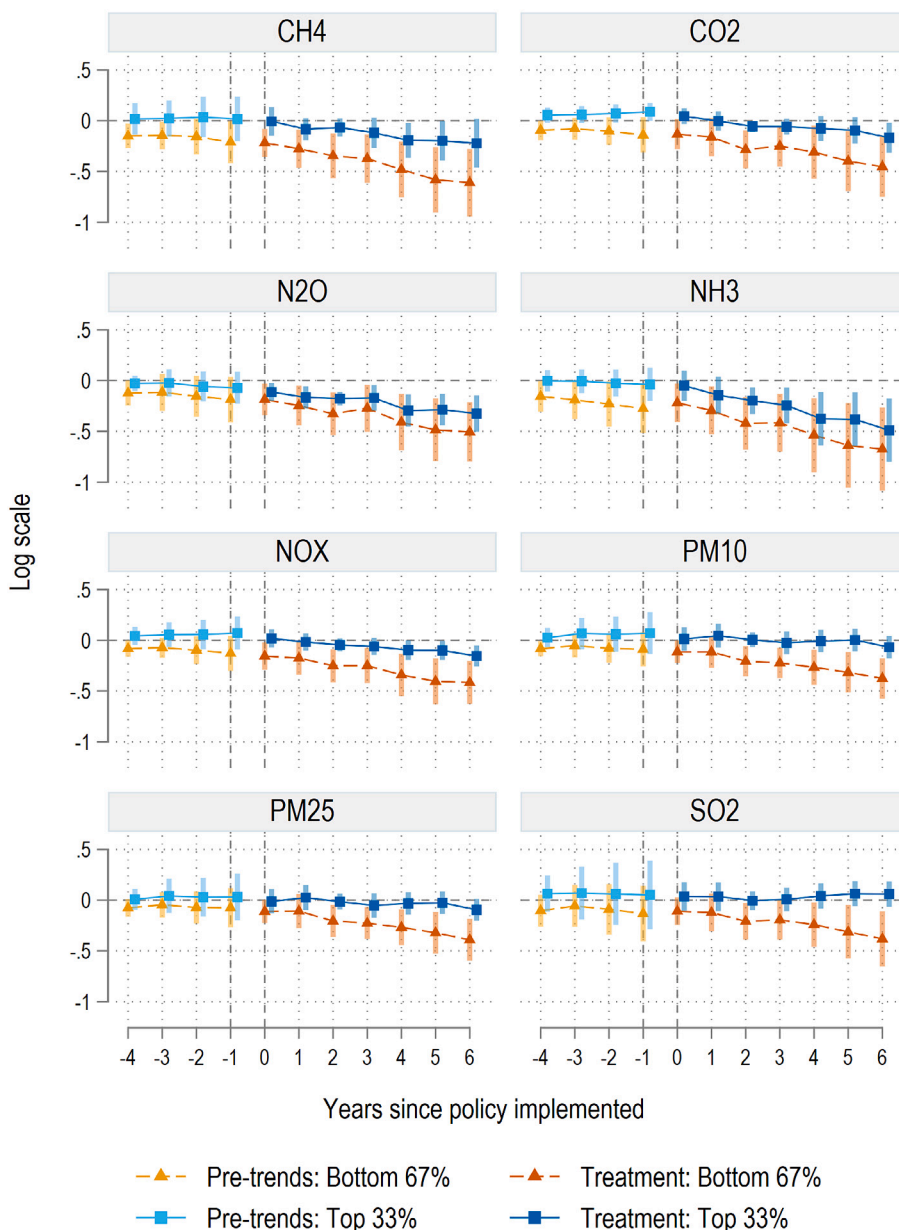 CH4
CO2
.5
0
-.5
-1
N2O
NH3
.5
0
-.5
-1
Log scale
NOX
PM10
.5
0
-.5
-1
PM25
SO2
.5
0
-.5
-1
-4 -3 -2 -1 0 1 2 3 4 5 6
-4 -3 -2 -1 0 1 2 3 4 5 6
Years since policy implemented
Pre-trends: Bottom 67%
Treatment: Bottom 67%
Pre-trends: Top 33%
Treatment: Top 33%